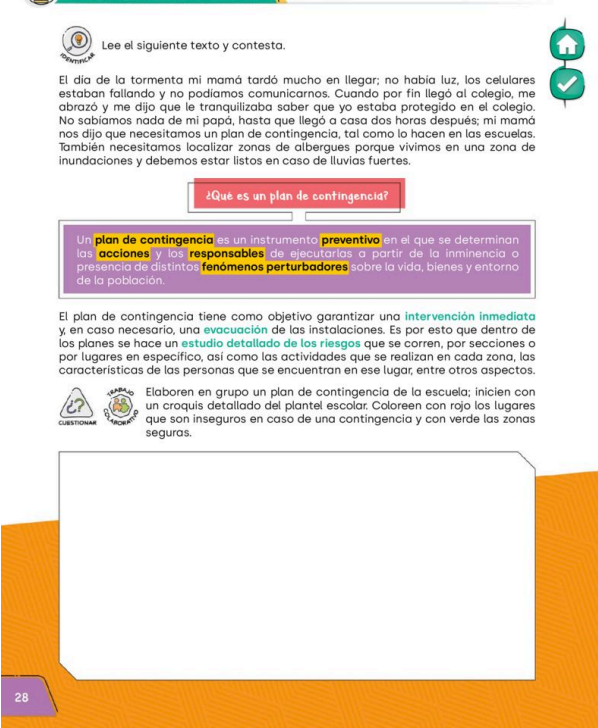 IDENTIFICAR
Lee el siguiente texto y contesta.
El día de la tormenta mi mamá tardó mucho en llegar; no había luz, los celulares
estaban fallando y no podíamos comunicarnos. Cuando por fin llegó al colegio, me
abrazó y me dijo que le tranquilizaba saber que yo estaba protegido en el colegio.
No sabíamos nada de mi papá, hasta que llegó a casa dos horas después; mi mamá
nos dijo que necesitamos un plan de contingencia, tal como lo hacen en las escuelas.
También necesitamos localizar zonas de albergues porque vivimos en una zona de
inundaciones y debemos estar listos en caso de lluvias fuertes.
¿Qué es un plan de contingencia?
Un plan de contingencia es un instrumento preventivo en el que se determinan
las acciones y los responsables de ejecutarlas a partir de la inminencia o
presencia de distintos fenómenos perturbadores sobre la vida, bienes y entorno
de la población.
El plan de contingencia tiene como objetivo garantizar una intervención inmediata
y, en caso necesario, una evacuación de las instalaciones. Es por esto que dentro de
los planes se hace un estudio detallado de los riesgos que se corren, por secciones o
por lugares en específico, así como las actividades que se realizan en cada zona, las
características de las personas que se encuentran en ese lugar, entre otros aspectos.
CUESTIONAR
TRABAJO COLABORATIVO
Elaboren en grupo un plan de contingencia de la escuela; inicien con
un croquis detallado del plantel escolar. Coloreen con rojo los lugares
que son inseguros en caso de una contingencia y con verde las zonas
seguras.
28